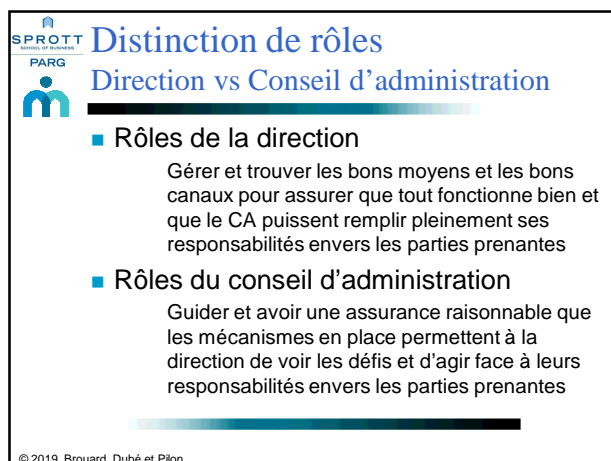 SPROTT
SCHOOL OF BUSINESS
PARG
Distinction de rôles
Direction vs Conseil d'administration
Rôles de la direction
Gérer et trouver les bons moyens et les bons
canaux pour assurer que tout fonctionne bien et
que le CA puissent remplir pleinement ses
responsabilités envers les parties prenantes
Rôles du conseil d'administration
Guider et avoir une assurance raisonnable que
les mécanismes en place permettent à la
direction de voir les défis et d'agir face à leurs
responsabilités envers les parties prenantes
© 2019, Brouard, Dubé et Pilon